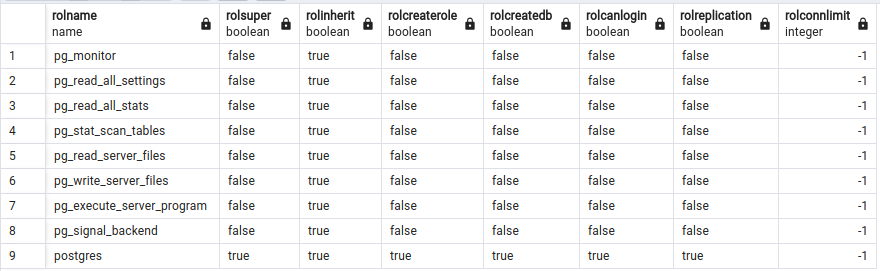 rolname rolsuper rolinherit rolcreaterole rolcreatedb rolcanlogin rolreplication rolconnlimit
name boolean boolean boolean boolean boolean boolean integer
1 pg_monitor false true false false false false -1
2 pg_read_all_settings false true false false false false -1
3 pg_read_all_stats false true false false false false -1
4 pg_stat_scan_tables false true false false false false -1
5 pg_read_server_files false true false false false false -1
6 pg_write_server_files false true false false false false -1
7 pg_execute_server_program false true false false false false -1
8 pg_signal_backend false true false false false false -1
9 postgres true true true true true true -1